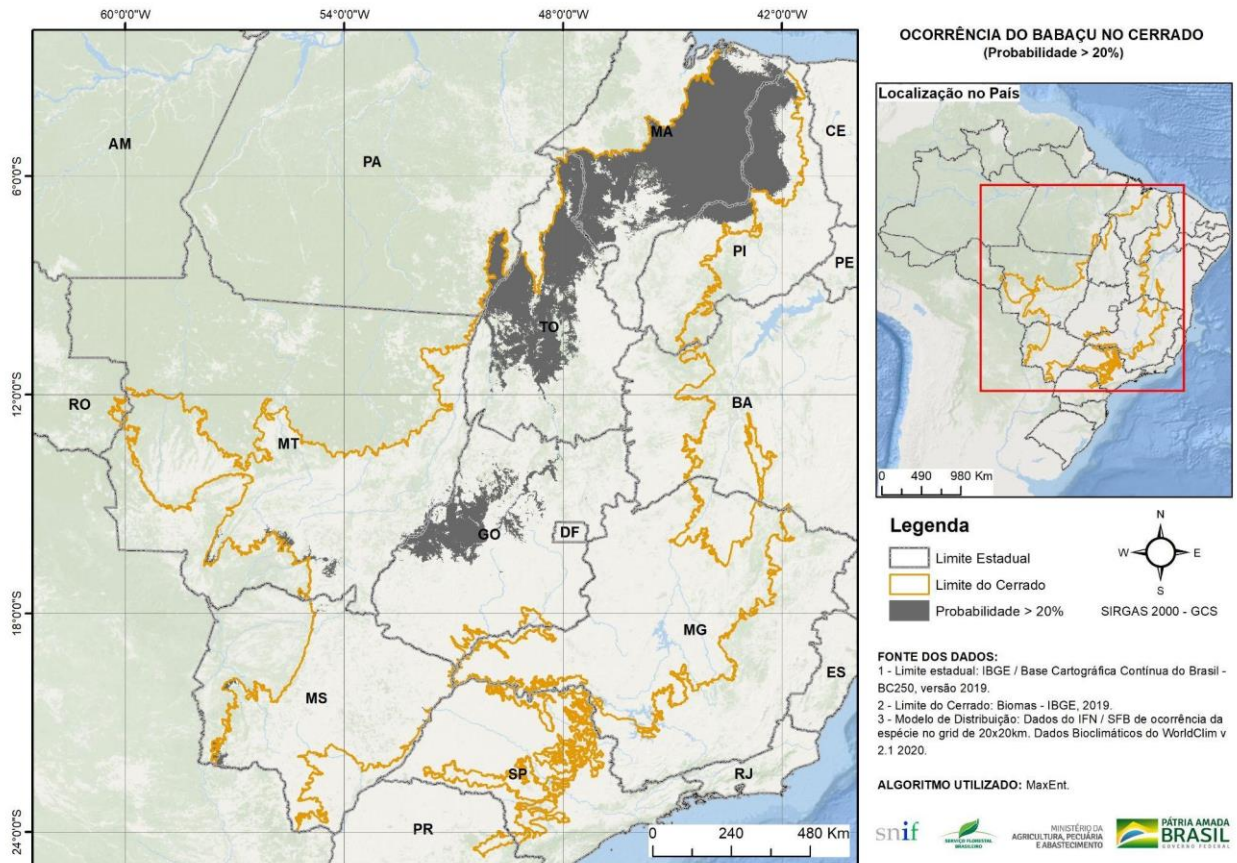 60°0'0"W
54°0'0"W
48°0'0"W
42°0'0"W
6°0'0"S
12°0'0"S
18°0'0"S
24°0'0"S
AM
PA
MA
CE
PI
PE
TO
RO
MT
BA
GO
DF
MG
ES
MS
SP
RJ
PR
0 240 480 Km
OCORRÊNCIA DO BABAÇU NO CERRADO
(Probabilidade > 20%)
Localização no País
0 490 980 Km
Legenda
Limite Estadual
Limite do Cerrado
Probabilidade > 20%
N
W E
S
SIRGAS 2000 - GCS
FONTE DOS DADOS:
1 - Limite estadual: IBGE / Base Cartográfica Contínua do Brasil -
BC250, versão 2019.
2 - Limite do Cerrado: Biomas - IBGE, 2019.
3 - Modelo de Distribuição: Dados do IFN / SFB de ocorrência da
espécie no grid de 20x20km. Dados Bioclimáticos do WorldClim v
2.1 2020.
ALGORITMO UTILIZADO: MaxEnt.
snif
SERVIÇO FLORESTAL
BRASILEIRO
MINISTÉRIO DA
AGRICULTURA, PECUÁRIA
E ABASTECIMENTO
PÁTRIA AMADA
BRASIL
GOVERNO FEDERAL